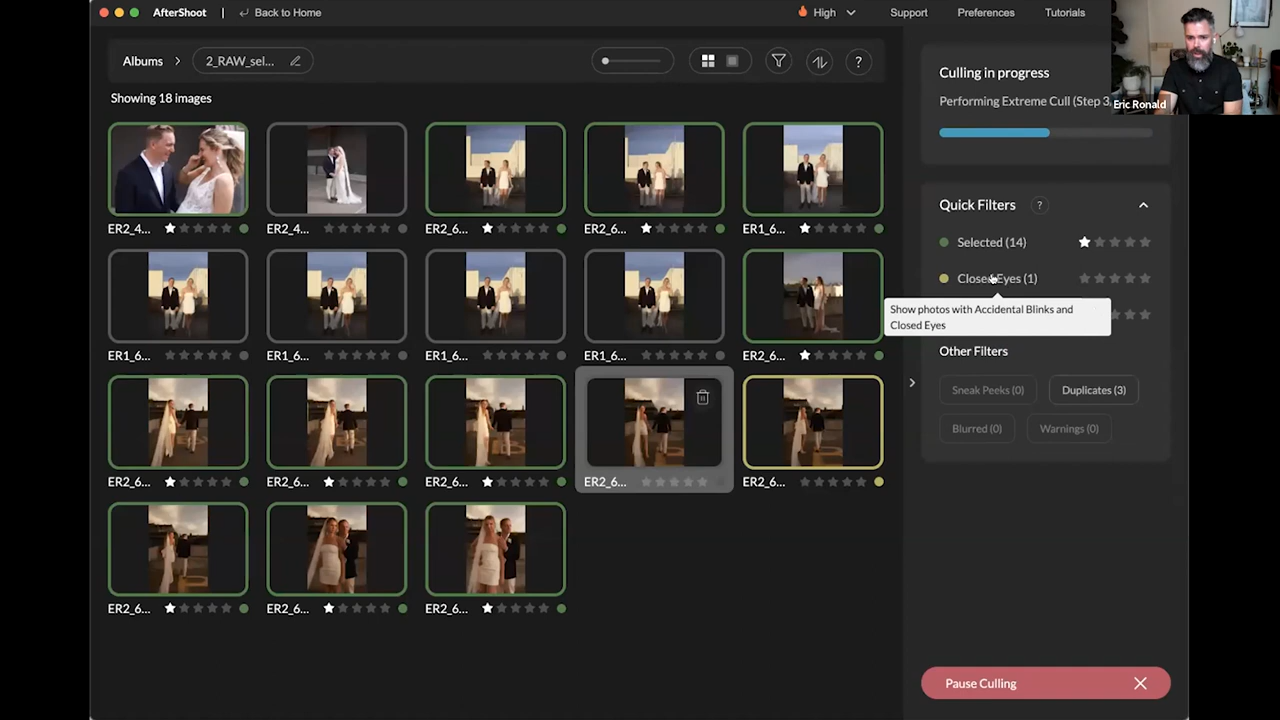 AfterShoot | Back to Home High Support Preferences Tutorials
Albums > 2_RAW_sel... ?
Showing 18 images
ER2_4... ER2_4... ER2_6... ER2_6... ER1_6...
ER1_6... ER1_6... ER1_6... ER1_6... ER2_6...
ER2_6... ER2_6... ER2_6... ER2_6... ER2_6...
ER2_6... ER2_6... ER2_6...
Culling in progress
Performing Extreme Cull (Step 3
Eric Ronald
Quick Filters ?
Selected (14)
Closed Eyes (1)
Show photos with Accidental Blinks and
Closed Eyes
Other Filters
Sneak Peeks (0) Duplicates (3)
Blurred (0) Warnings (0)
Pause Culling